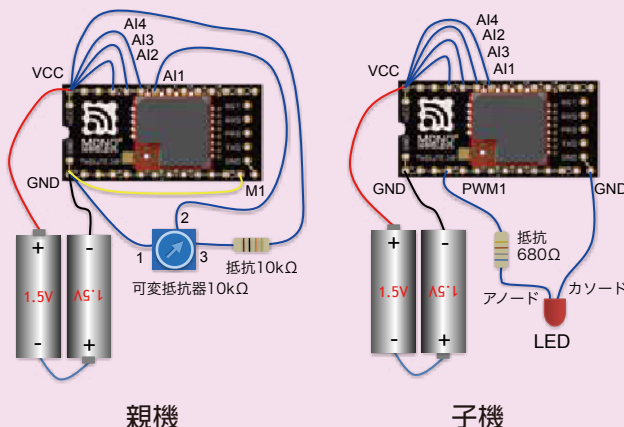 AI4
AI3
AI2
AI1
VCC
GND
M1
1
2
3
抵抗10kΩ
可変抵抗器10kΩ
+
-
1.5V
1.5V
-
+
親機
AI4
AI2
AI3
AI1
VCC
GND
PWM1
GND
抵抗
680Ω
アノード
カソード
LED
+
-
1.5V
1.5V
-
+
子機